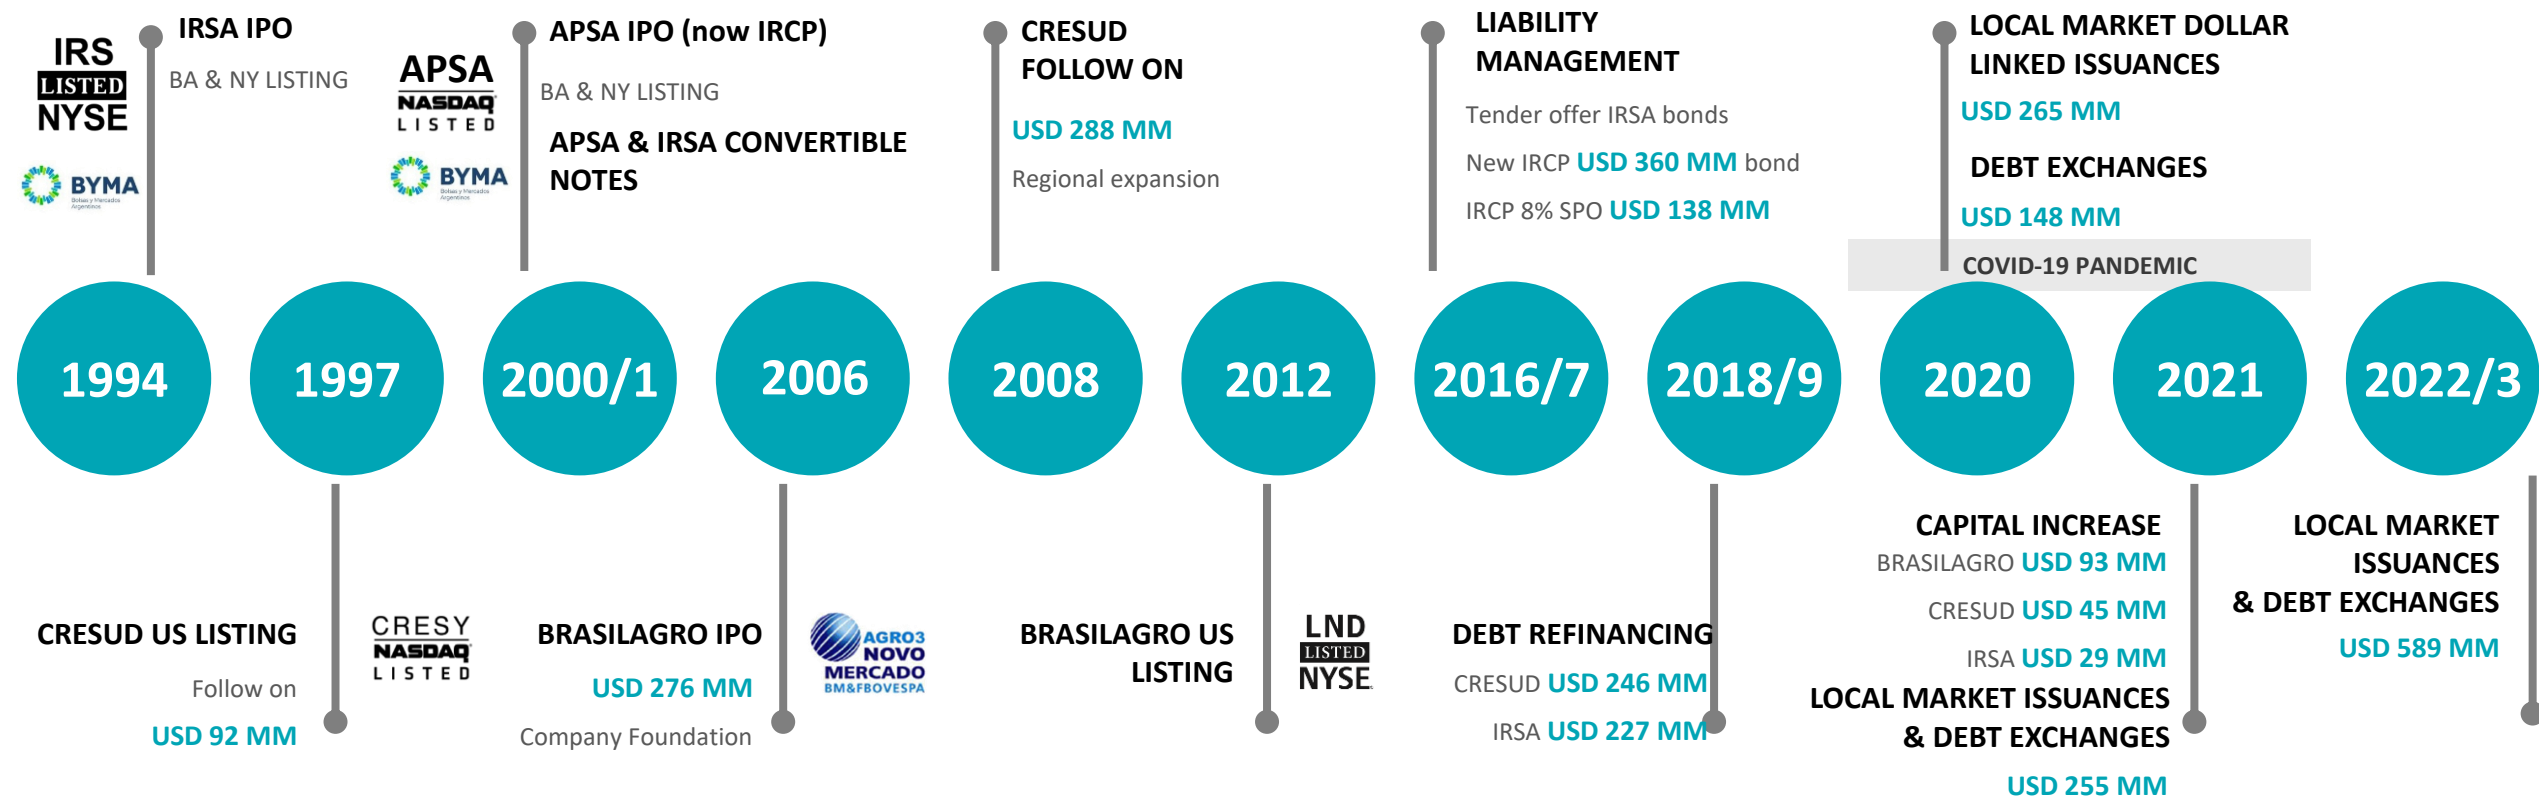 IRS
LISTED
NYSE
BYMA
Bolsas y Mercados
Argentinos
IRSA IPO
BA & NY LISTING
APSA
NASDAQ
LISTED
BYMA
Bolsas y Mercados
Argentinos
APSA IPO (now IRCP)
BA & NY LISTING
APSA & IRSA CONVERTIBLE
NOTES
CRESUD
FOLLOW ON
USD 288 MM
Regional expansion
LIABILITY
MANAGEMENT
Tender offer IRSA bonds
New IRCP USD 360 MM bond
IRCP 8% SPO USD 138 MM
LOCAL MARKET DOLLAR
LINKED ISSUANCES
USD 265 MM
DEBT EXCHANGES
USD 148 MM
COVID-19 PANDEMIC
1994
1997
2000/1
2006
2008
2012
2016/7
2018/9
2020
2021
2022/3
CRESUD US LISTING
Follow on
USD 92 MM
CRESY
NASDAQ
LISTED
BRASILAGRO IPO
USD 276 MM
Company Foundation
AGRO3
NOVO
MERCADO
BM&FBOVESPA
BRASILAGRO US
LISTING
LND
LISTED
NYSE
DEBT REFINANCING
CRESUD USD 246 MM
IRSA USD 227 MM
CAPITAL INCREASE
BRASILAGRO USD 93 MM
CRESUD USD 45 MM
IRSA USD 29 MM
LOCAL MARKET ISSUANCES
& DEBT EXCHANGES
USD 255 MM
LOCAL MARKET
ISSUANCES
& DEBT EXCHANGES
USD 589 MM